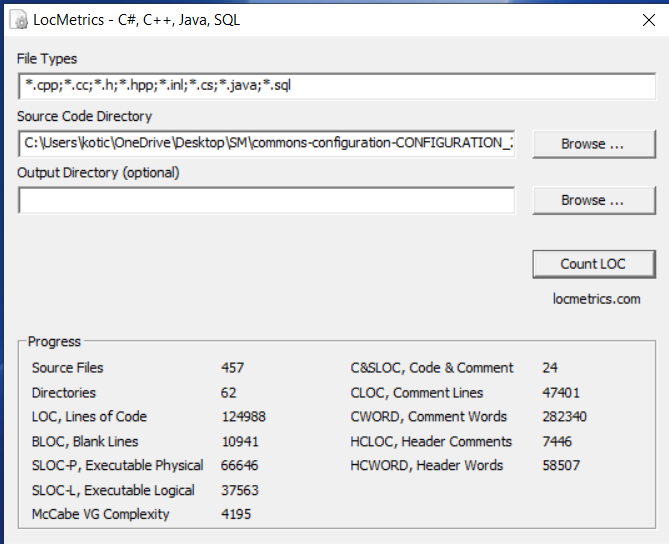 LocMetrics - C#, C++, Java, SQL
File Types
*.cpp;*.cc;*.h;*.hpp;*.inl;*.cs;*.java;*.sql
Source Code Directory
C:\Users\kotic\OneDrive\Desktop\SM\commons-configuration-CONFIGURATION_2 Browse ...
Output Directory (optional)
Browse ...
Count LOC
locmetrics.com
Progress
Source Files 457 C&SLOC, Code & Comment 24
Directories 62 CLOC, Comment Lines 47401
LOC, Lines of Code 124988 CWORD, Comment Words 282340
BLOC, Blank Lines 10941 HCLOC, Header Comments 7446
SLOC-P, Executable Physical 66646 HCWORD, Header Words 58507
SLOC-L, Executable Logical 37563
McCabe VG Complexity 4195